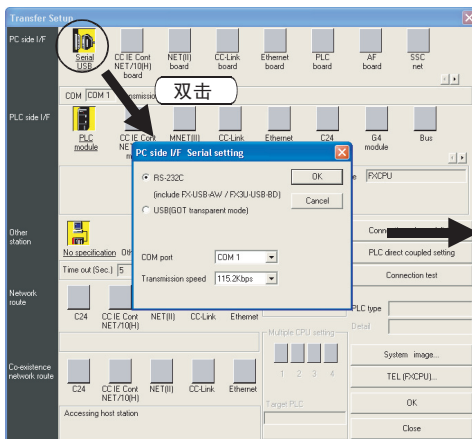 Transfer Setup
PC side I/F
Serial USB
CC IE Cont NET/10(H) board
NET(II) board
CC-Link board
Ethernet board
PLC board
AF board
SSC net
COM COM 1
双击
PLC side I/F
PLC module
CC IE Cont
MNET(II)
CC-Link
Ethernet
C24
G4 module
Bus
PC side I/F Serial setting
RS-232C
(include FX-USB-AW / FX3U-USB-BD)
USB(GOT transparent mode)
OK
Cancel
COM port COM 1
Transmission speed 115.2Kbps
FXCPU
Other station
No specification
Time out (Sec.) 5
PLC direct coupled setting
Connection test
Network route
C24
CC IE Cont NET/10(H)
NET(II)
CC-Link
Ethernet
PLC type
Detail
Multiple CPU setting
1 2 3 4
Target PLC
System image...
TEL (FXCPU)...
OK
Close
Co-existence network route
C24
CC IE Cont NET/10(H)
NET(II)
CC-Link
Ethernet
Accessing host station